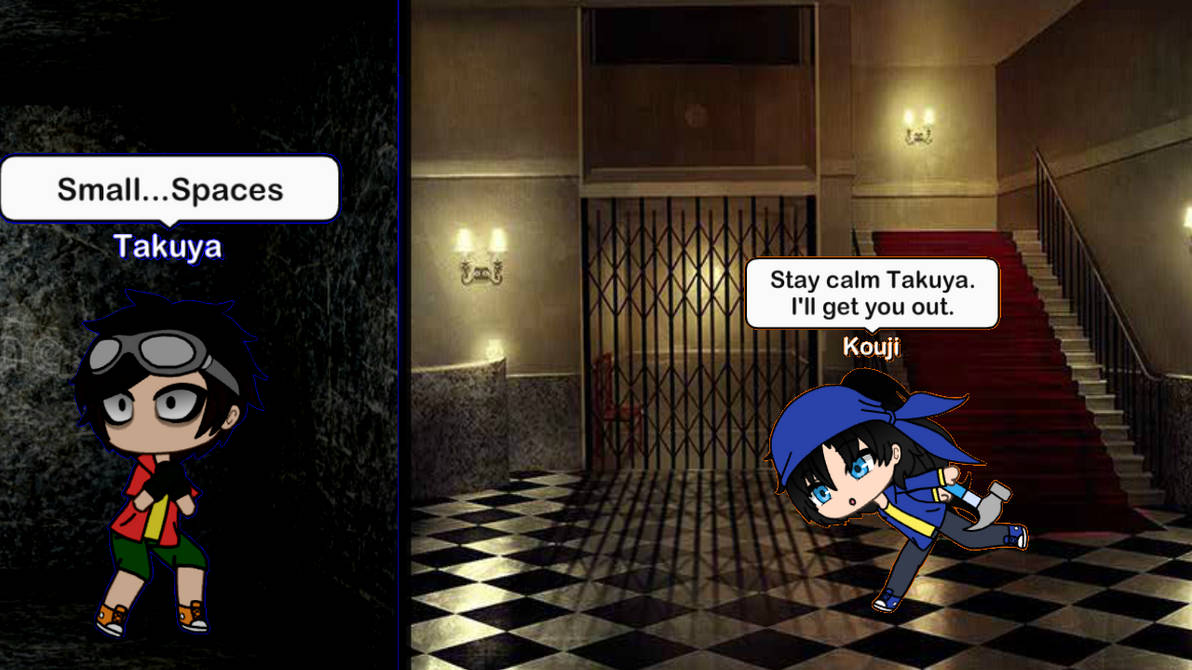 Small...Spaces
Takuya
Stay calm Takuya.
I'll get you out.
Kouji